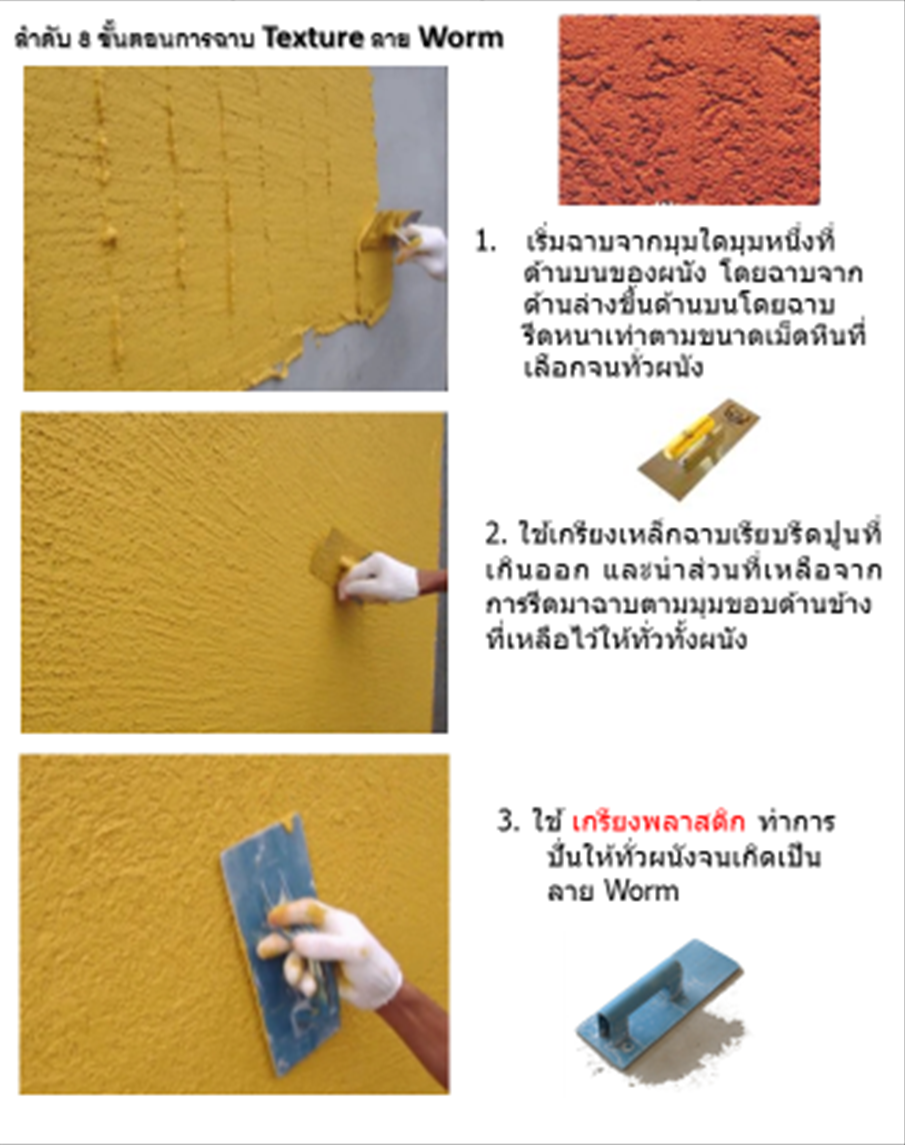 ลำดับ 8 ขั้นตอนการฉาบ Texture ลาย Worm
1. เริ่มฉาบจากมุมใดมุมหนึ่งที่
ด้านบนของผนัง โดยฉาบจาก
ด้านล่างขึ้นด้านบนโดยฉาบ
รีดหนาเท่าตามขนาดเม็ดหินที่
เลือกจนทั่วผนัง
2. ใช้เกรียงเหล็กฉาบเรียบรีดปูนที่
เกินออก และนำส่วนที่เหลือจาก
การรีดมาฉาบตามมุมขอบด้านข้าง
ที่เหลือไว้ให้ทั่วทั้งผนัง
3. ใช้ เกรียงพลาสติก ทำการ
ปั่นให้ทั่วผนังจนเกิดเป็น
ลาย Worm